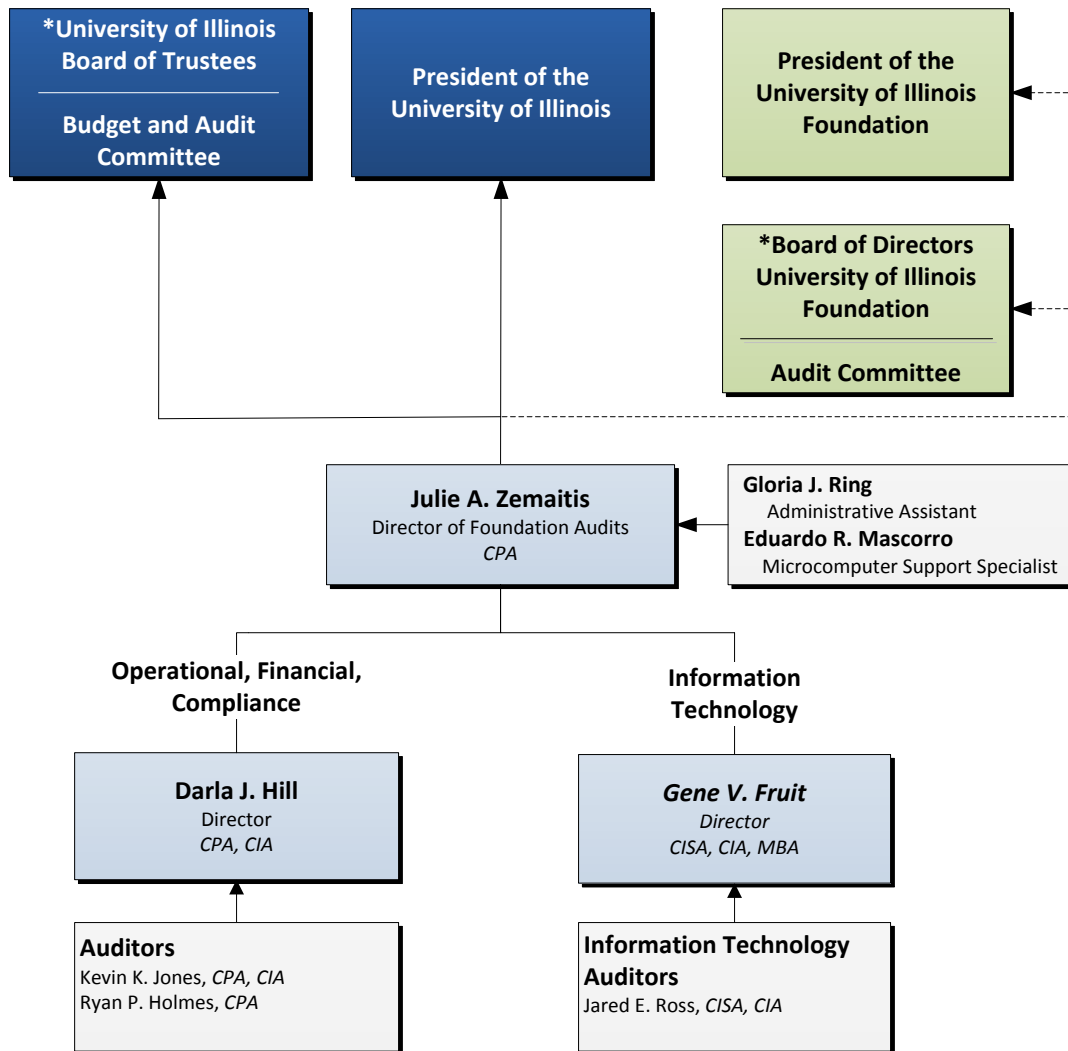 *University of Illinois
Board of Trustees
Budget and Audit
Committee
President of the
University of Illinois
President of the
University of Illinois
Foundation
*Board of Directors
University of Illinois
Foundation
Audit Committee
Julie A. Zemaitis
Director of Foundation Audits
CPA
Gloria J. Ring
Administrative Assistant
Eduardo R. Mascorro
Microcomputer Support Specialist
Operational, Financial,
Compliance
Information
Technology
Darla J. Hill
Director
CPA, CIA
Gene V. Fruit
Director
CISA, CIA, MBA
Auditors
Kevin K. Jones, CPA, CIA
Ryan P. Holmes, CPA
Information Technology
Auditors
Jared E. Ross, CISA, CIA